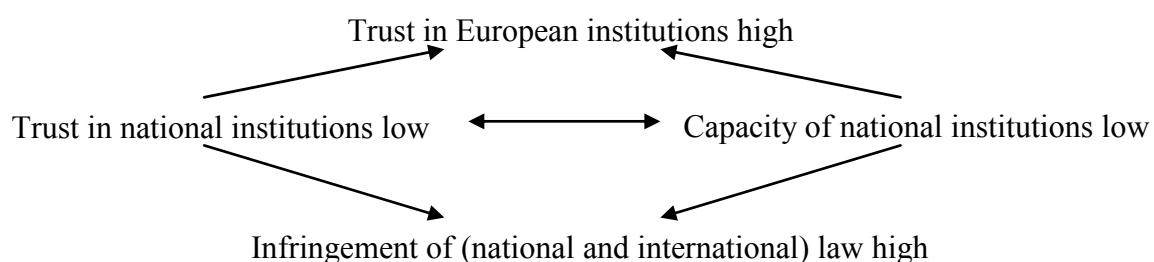 Trust in European institutions high
Trust in national institutions low
Capacity of national institutions low
Infringement of (national and international) law high